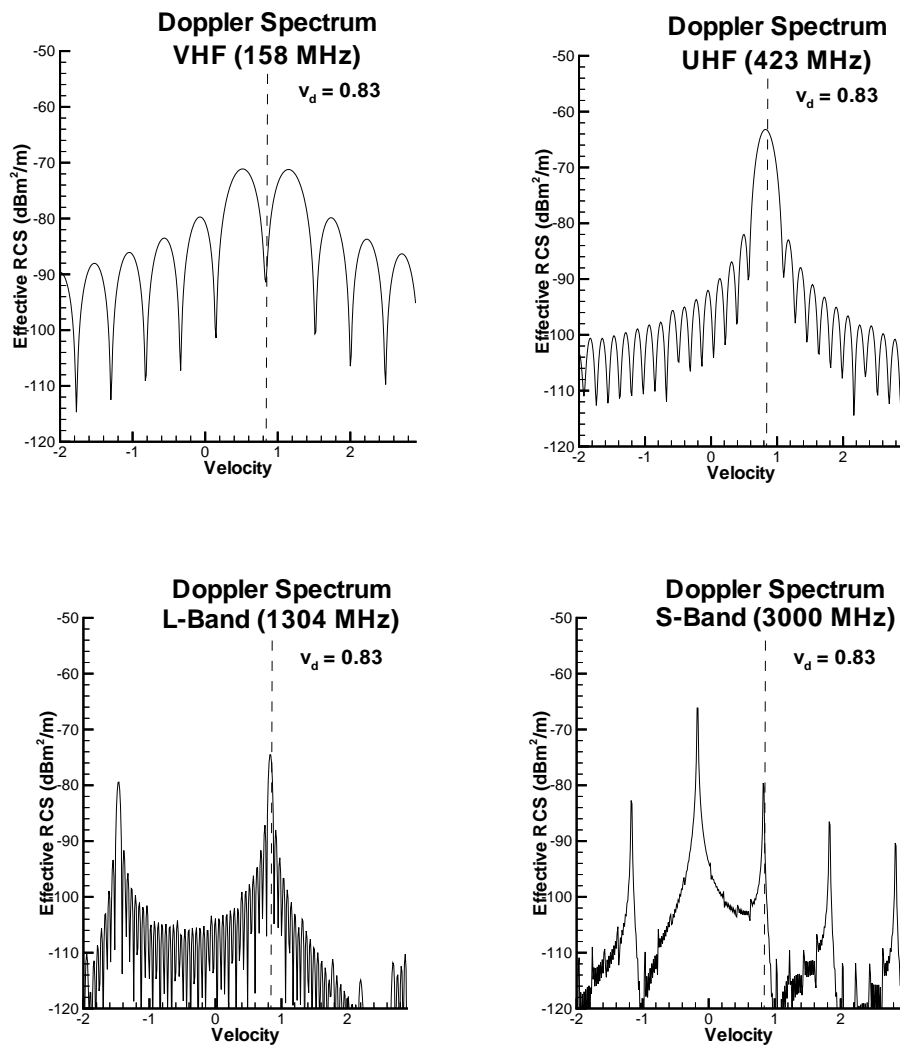 Doppler Spectrum
VHF (158 MHz)
v_d = 0.83
Effective RCS (dBm²/m)
-50
-60
-70
-80
-90
-100
-110
-120
-2
0
2
Velocity
Doppler Spectrum
UHF (423 MHz)
v_d = 0.83
Effective RCS (dBm²/m)
-50
-60
-70
-80
-90
-100
-110
-120
-2
-1
0
1
2
Velocity
Doppler Spectrum
L-Band (1304 MHz)
v_d = 0.83
Effective RCS (dBm²/m)
-50
-60
-70
-80
-90
-100
-110
-120
-2
-1
0
1
2
Velocity
Doppler Spectrum
S-Band (3000 MHz)
v_d = 0.83
Effective RCS (dBm²/m)
-50
-60
-70
-80
-90
-100
-110
-120
-2
-1
0
1
2
Velocity